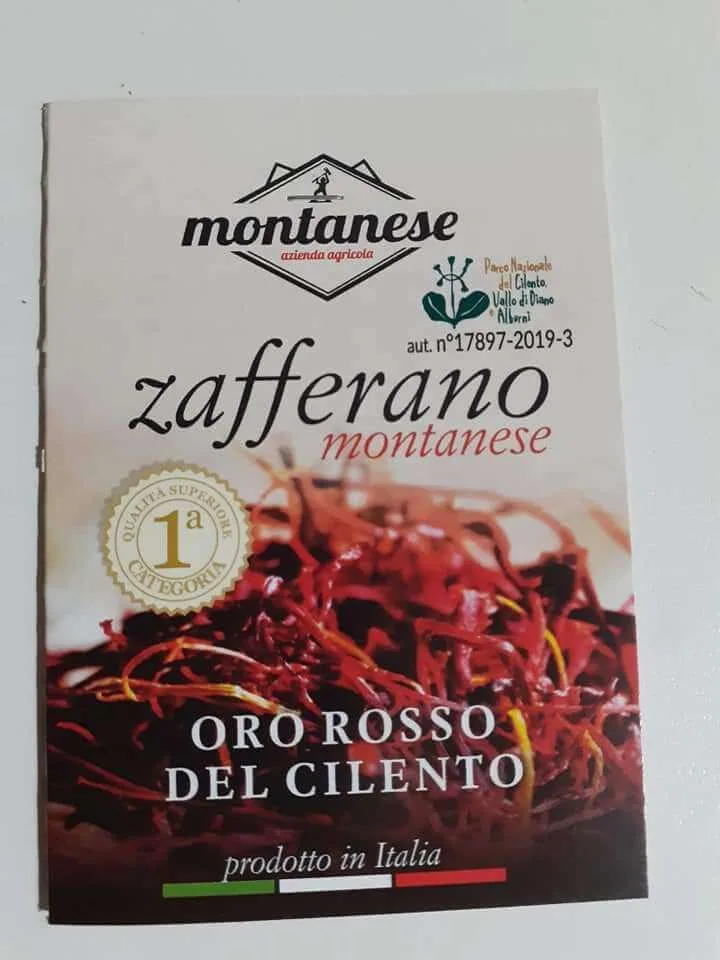 montanese
azienda agricola
Parco Nazionale
del Cilento,
Vallo di Diano
e Alburni
aut. n°17897-2019-3
zafferano
montanese
QUALITÀ SUPERIORE
1a
CATEGORIA
ORO ROSSO
DEL CILENTO
prodotto in Italia